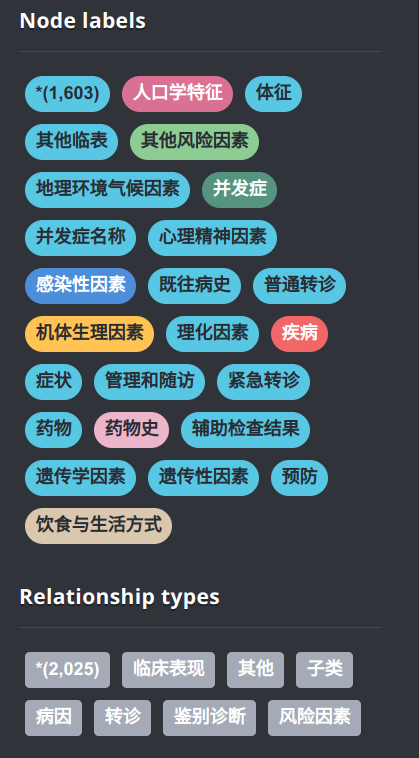 Node labels
*(1,603) 人口学特征 体征
其他临表 其他风险因素
地理环境气候因素 并发症
并发症名称 心理精神因素
感染性因素 既往病史 普通转诊
机体生理因素 理化因素 疾病
症状 管理和随访 紧急转诊
药物 药物史 辅助检查结果
遗传学因素 遗传性因素 预防
饮食与生活方式
Relationship types
*(2,025) 临床表现 其他 子类
病因 转诊 鉴别诊断 风险因素